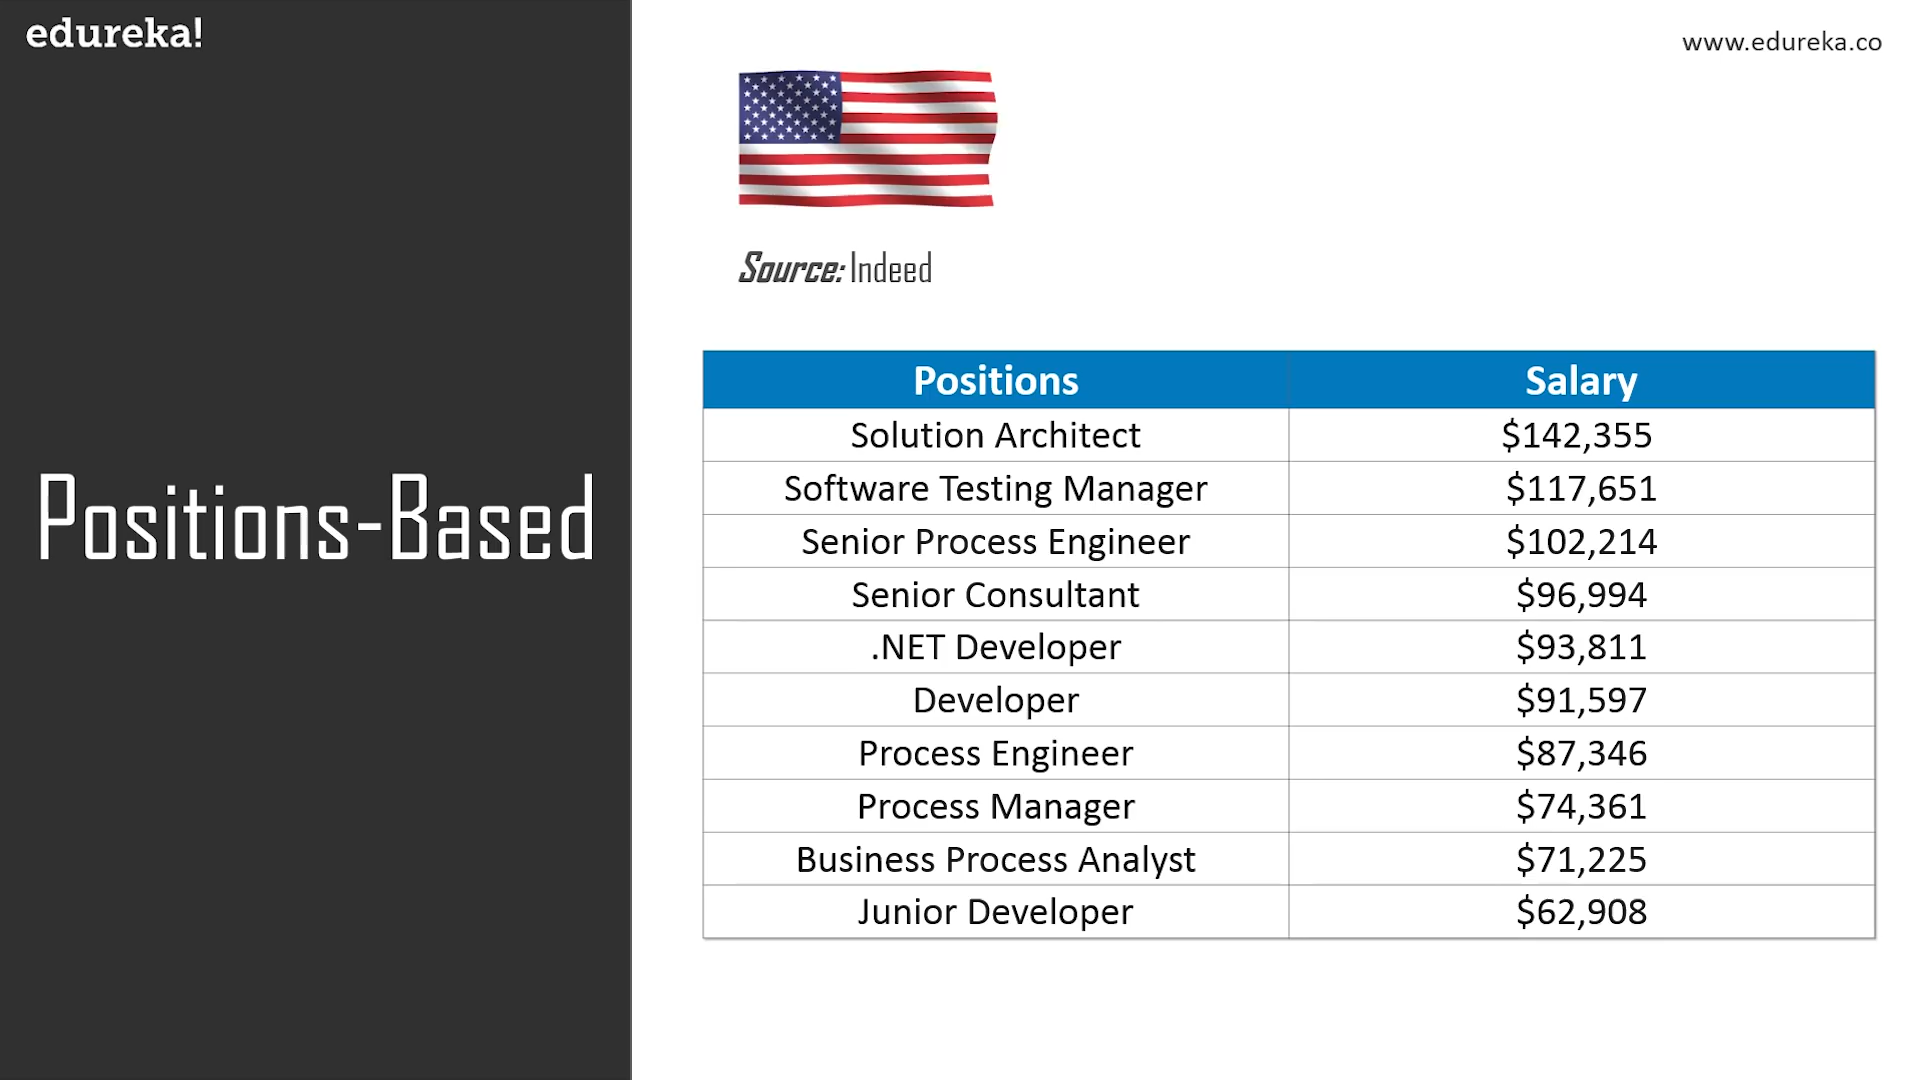 edureka!
www.edureka.co
Source: Indeed
Positions-Based
Positions Salary
Solution Architect $142,355
Software Testing Manager $117,651
Senior Process Engineer $102,214
Senior Consultant $96,994
.NET Developer $93,811
Developer $91,597
Process Engineer $87,346
Process Manager $74,361
Business Process Analyst $71,225
Junior Developer $62,908